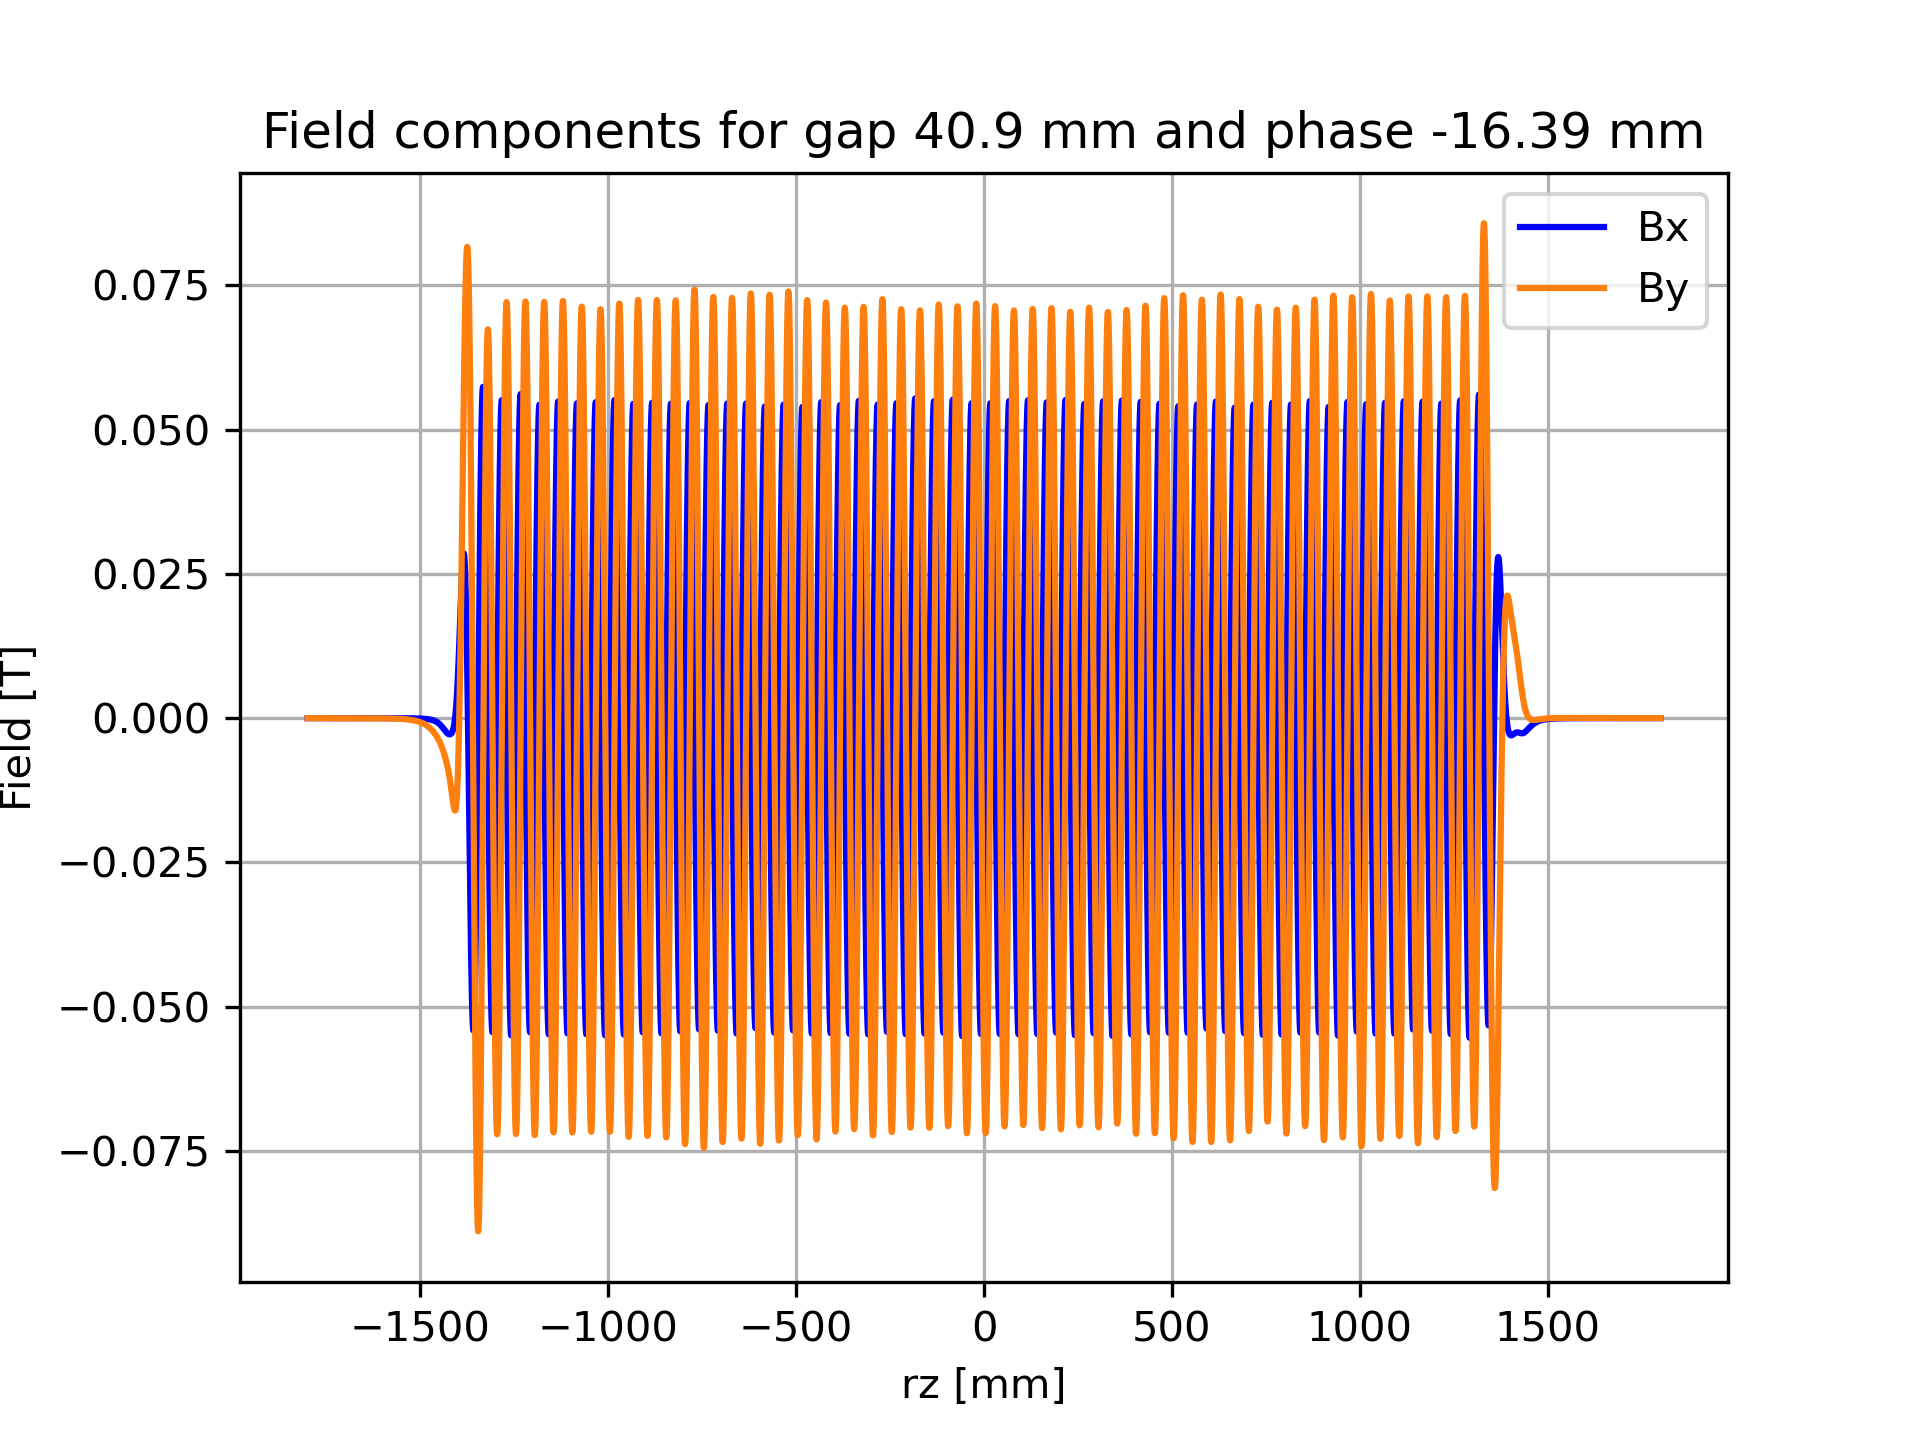 Field components for gap 40.9 mm and phase -16.39 mm
Bx
By
Field [T]
0.075
0.050
0.025
0.000
−0.025
−0.050
−0.075
−1500
−1000
−500
0
500
1000
1500
rz [mm]